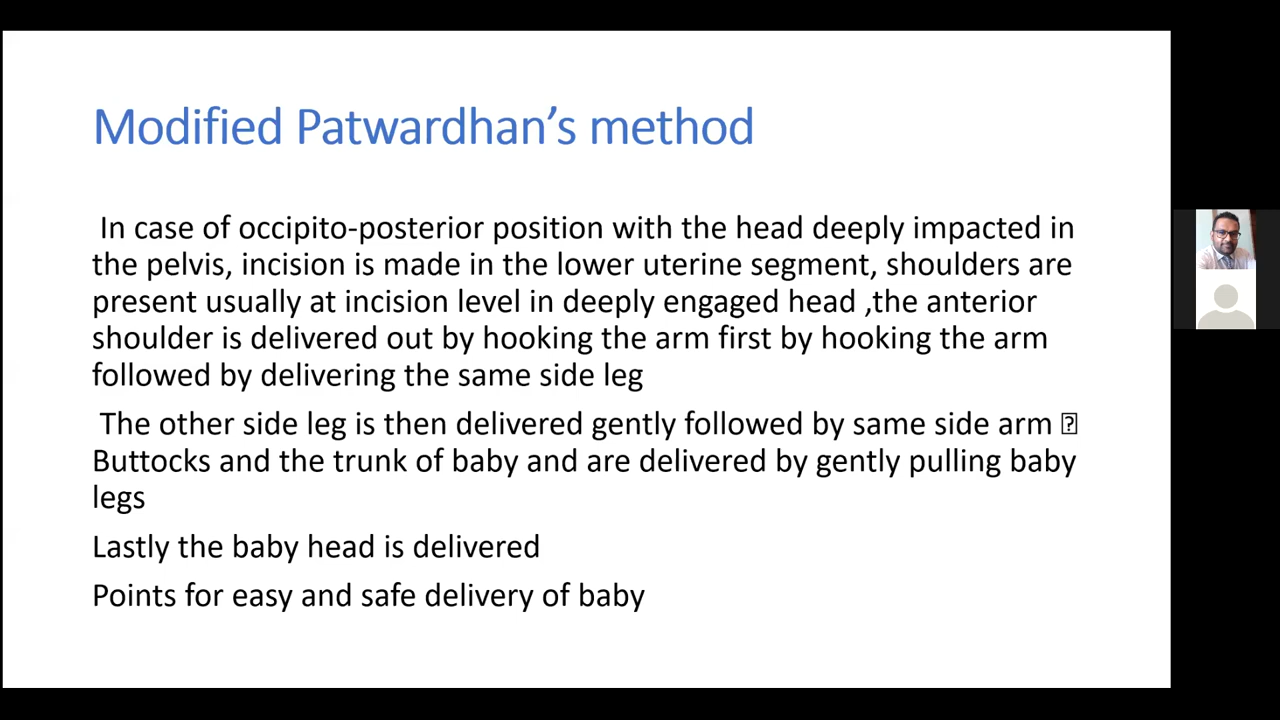 Modified Patwardhan’s method
In case of occipito-posterior position with the head deeply impacted in
the pelvis, incision is made in the lower uterine segment, shoulders are
present usually at incision level in deeply engaged head ,the anterior
shoulder is delivered out by hooking the arm first by hooking the arm
followed by delivering the same side leg
The other side leg is then delivered gently followed by same side arm ⍰
Buttocks and the trunk of baby and are delivered by gently pulling baby
legs
Lastly the baby head is delivered
Points for easy and safe delivery of baby